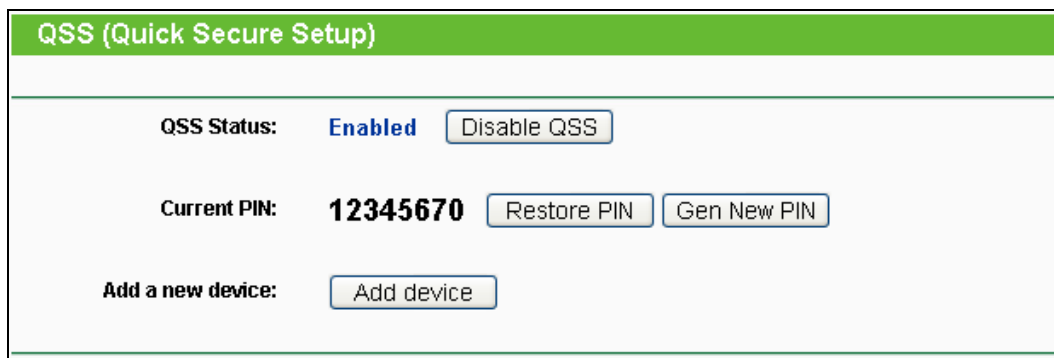 QSS (Quick Secure Setup)
QSS Status: Enabled Disable QSS
Current PIN: 12345670 Restore PIN Gen New PIN
Add a new device: Add device